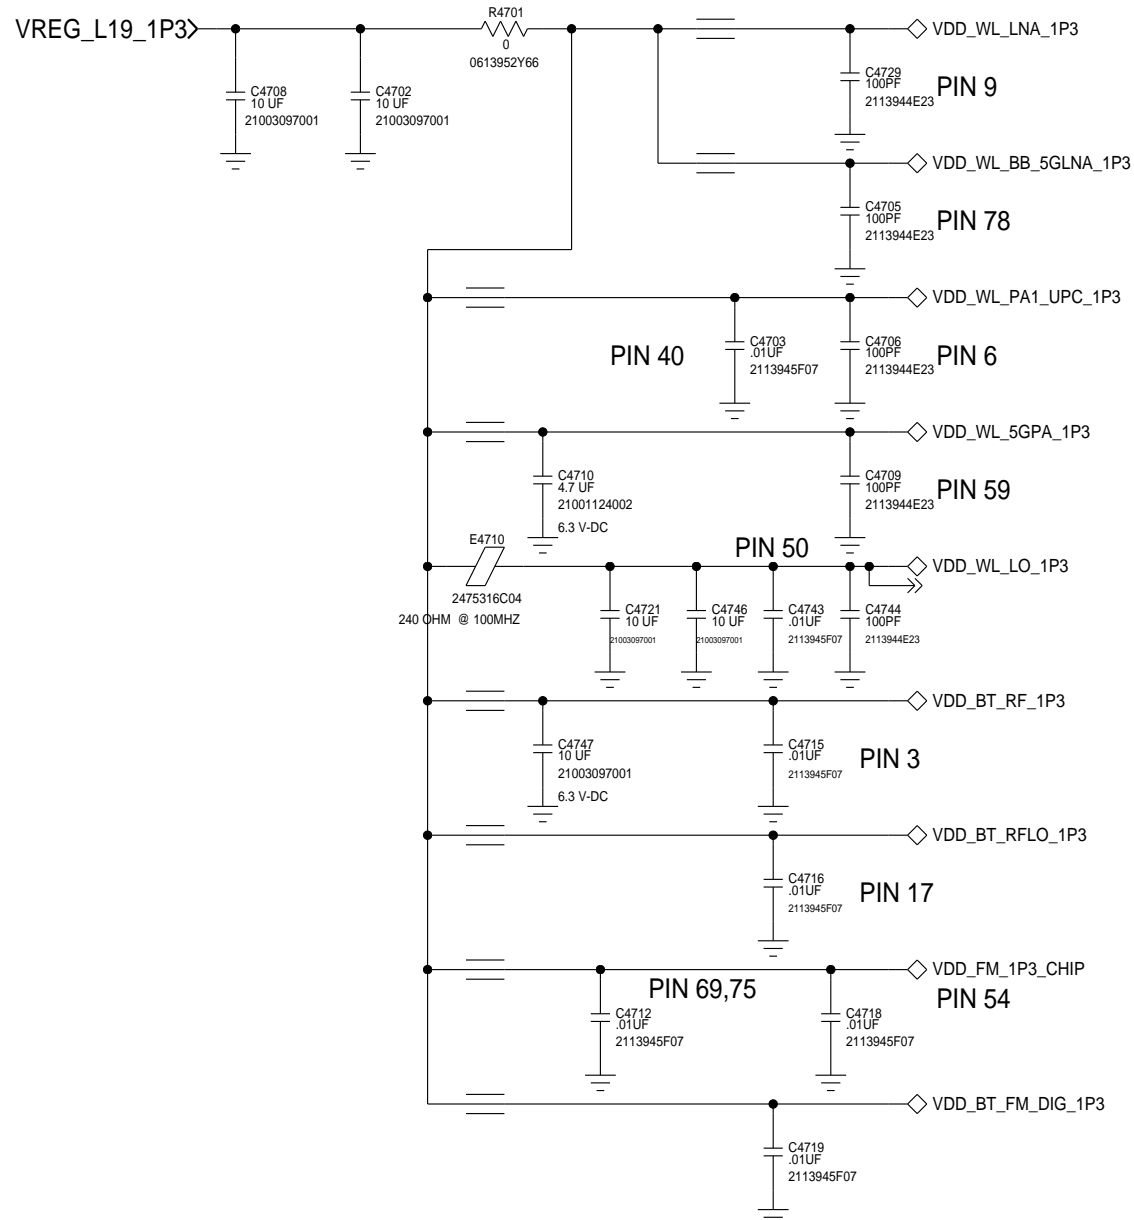 R4701
VREG_L19_1P3
0
0613952Y66
VDD_WL_LNA_1P3
C4708
10 UF
21003097001
C4702
10 UF
21003097001
C4729
100PF
2113944E23
PIN 9
VDD_WL_BB_5GLNA_1P3
C4705
100PF
2113944E23
PIN 78
VDD_WL_PA1_UPC_1P3
PIN 40
C4703
.01UF
2113945F07
C4706
100PF
2113944E23
PIN 6
VDD_WL_5GPA_1P3
C4710
4.7 UF
21001124002
6.3 V-DC
C4709
100PF
2113944E23
PIN 59
E4710
2475316C04
240 OHM @ 100MHZ
PIN 50
VDD_WL_LO_1P3
C4721
10 UF
21003097001
C4746
10 UF
21003097001
C4743
.01UF
2113945F07
C4744
100PF
2113944E23
VDD_BT_RF_1P3
C4747
10 UF
21003097001
6.3 V-DC
C4715
.01UF
2113945F07
PIN 3
VDD_BT_RFLO_1P3
C4716
.01UF
2113945F07
PIN 17
VDD_FM_1P3_CHIP
PIN 69,75
PIN 54
C4712
.01UF
2113945F07
C4718
.01UF
2113945F07
VDD_BT_FM_DIG_1P3
C4719
.01UF
2113945F07